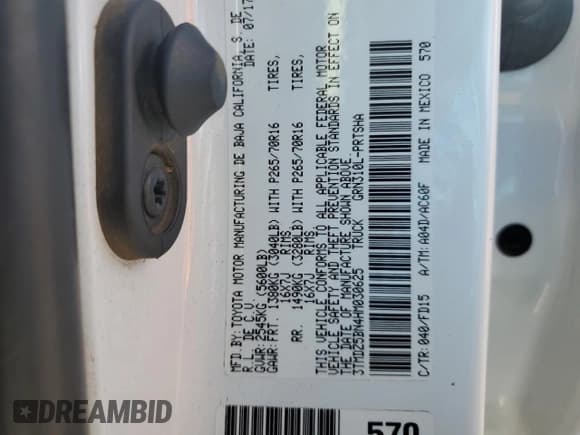 MFD. BY: TOYOTA MOTOR MANUFACTURING DE BAJA CALIFORNIA, S. DE
R. L. DE C.V. DATE: 07/17
GVWR: 2545KG (5600LB)
GAWR: FRT. 1380KG (3040LB) WITH P265/70R16 TIRES,
16X7J RIMS
RR. 1490KG (3280LB) WITH P265/70R16 TIRES,
16X7J RIMS
THIS VEHICLE CONFORMS TO ALL APPLICABLE FEDERAL MOTOR
VEHICLE SAFETY AND THEFT PREVENTION STANDARDS IN EFFECT ON
THE DATE OF MANUFACTURE SHOWN ABOVE.
3TMDZ5BN4HM030625 TRUCK GRN310L-PRTSHA
C/TR: 040/FD15 A/TM: A04D/AC60F MADE IN MEXICO 570
570
DREAMBID